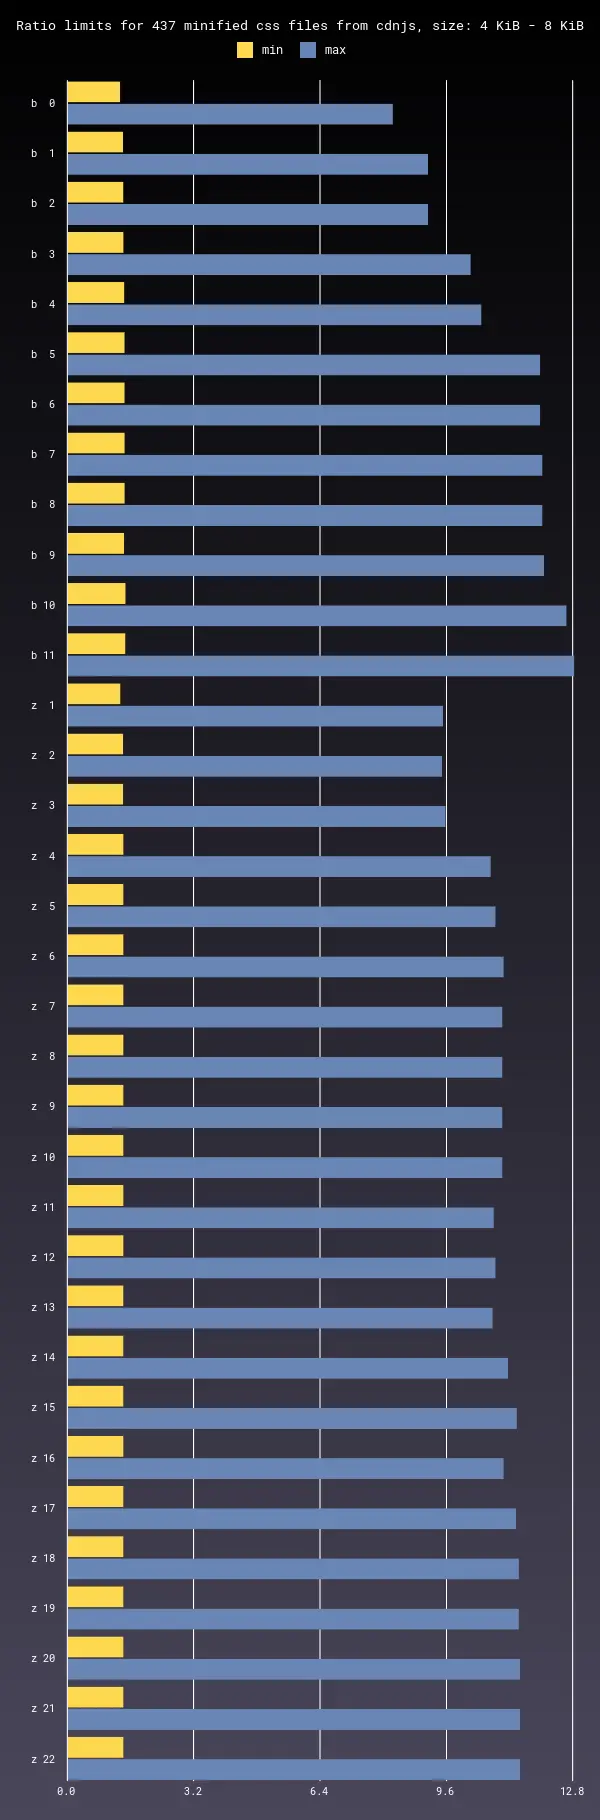 Ratio limits for 437 minified css files from cdnjs, size: 4 KiB - 8 KiB
min max
b 0
b 1
b 2
b 3
b 4
b 5
b 6
b 7
b 8
b 9
b 10
b 11
z 1
z 2
z 3
z 4
z 5
z 6
z 7
z 8
z 9
z 10
z 11
z 12
z 13
z 14
z 15
z 16
z 17
z 18
z 19
z 20
z 21
z 22
0.0 3.2 6.4 9.6 12.8